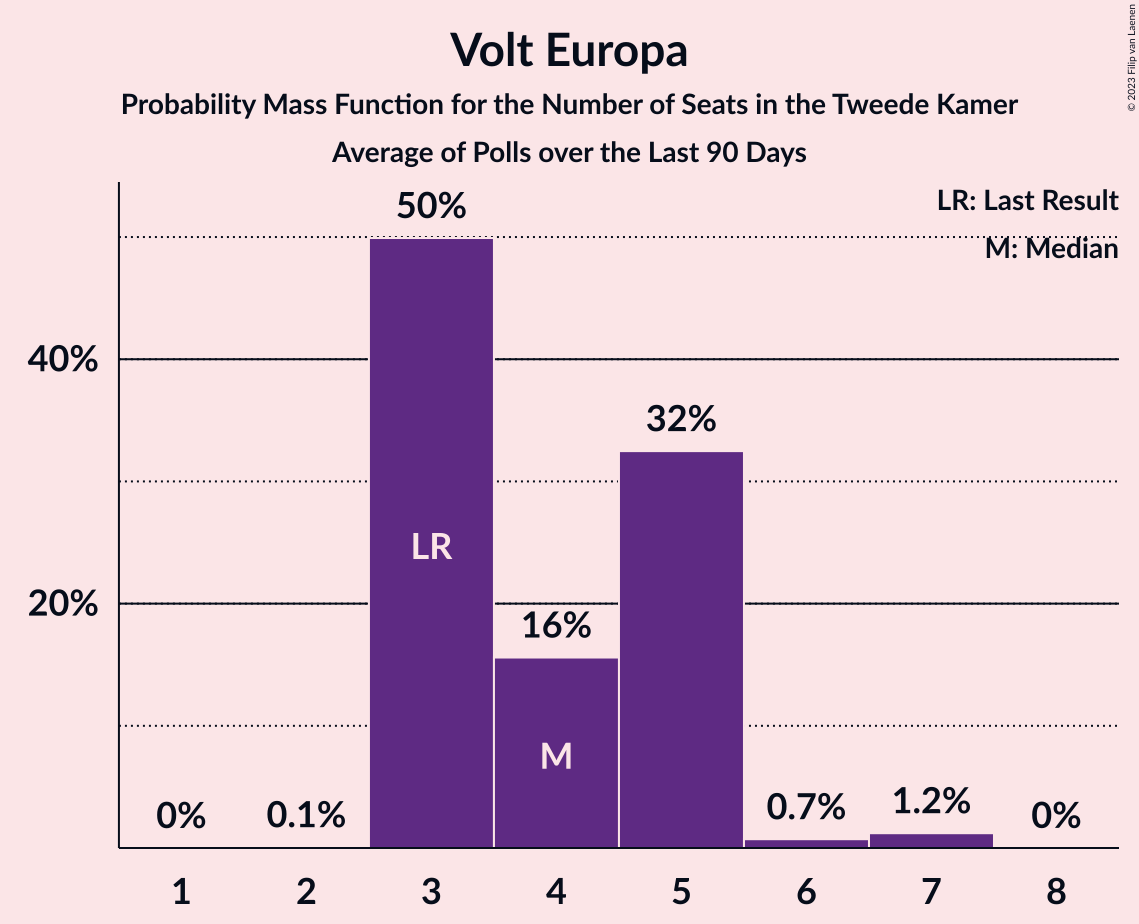 Volt Europa
Probability Mass Function for the Number of Seats in the Tweede Kamer
Average of Polls over the Last 90 Days
© 2023 Filip van Laenen
LR: Last Result
M: Median
50%
40%
32%
LR
20%
16%
M
0%
0.1%
0.7%
1.2%
0%
1 2 3 4 5 6 7 8